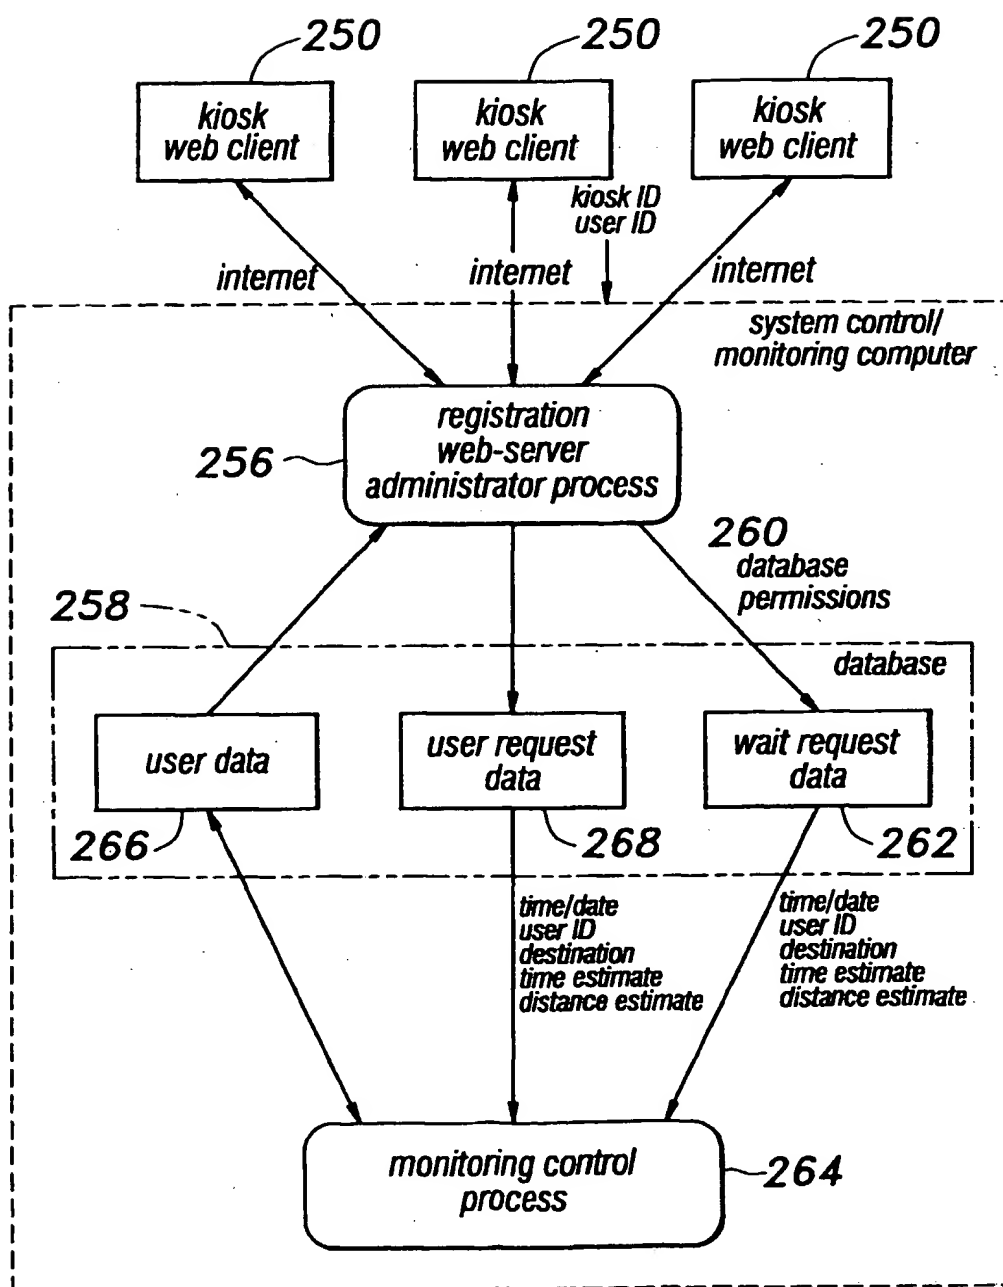 250
250
250
kiosk
web client
kiosk
web client
kiosk
web client
kiosk ID
user ID
internet
internet
internet
system control/
monitoring computer
registration
web-server
administrator process
256
260
database
permissions
258
database
user data
user request
data
wait request
data
266
268
262
time/date
user ID
destination
time estimate
distance estimate
time/date
user ID
destination
time estimate
distance estimate
monitoring control
process
264